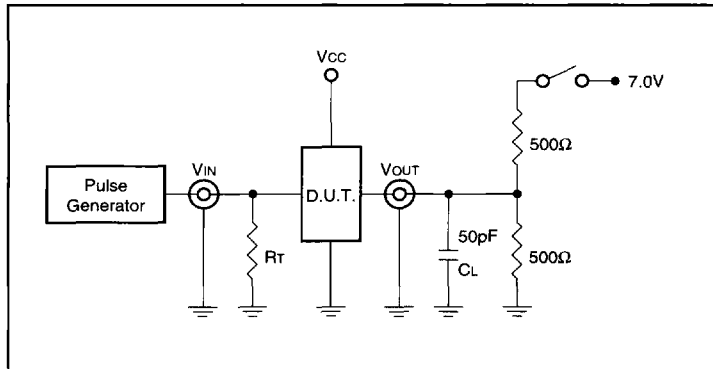 VCC
7.0V
500Ω
Pulse
Generator
VIN
D.U.T.
VOUT
RT
50pF
CL
500Ω